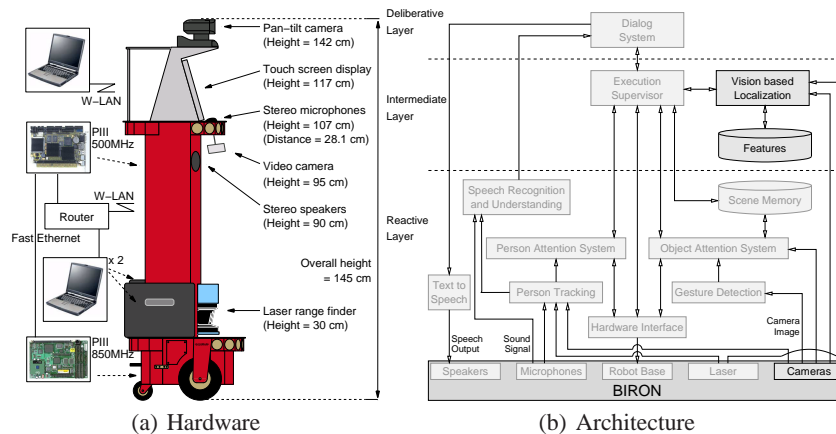 Pan−tilt camera
(Height = 142 cm)
Touch screen display
(Height = 117 cm)
W−LAN
Stereo microphones
(Height = 107 cm)
(Distance = 28.1 cm)
PIII
500MHz
Video camera
(Height = 95 cm)
W−LAN
Router
Stereo speakers
(Height = 90 cm)
Fast Ethernet
Overall height
= 145 cm
x 2
Laser range finder
(Height = 30 cm)
PIII
850MHz
(a) Hardware
Deliberative
Layer
Dialog
System
Intermediate
Layer
Execution
Supervisor
Vision based
Localization
Features
Reactive
Layer
Speech Recognition
and Understanding
Scene Memory
Person Attention System
Object Attention System
Text to
Speech
Person Tracking
Gesture Detection
Hardware Interface
Speech
Output
Sound
Signal
Camera
Image
Speakers
Microphones
Robot Base
Laser
Cameras
BIRON
(b) Architecture